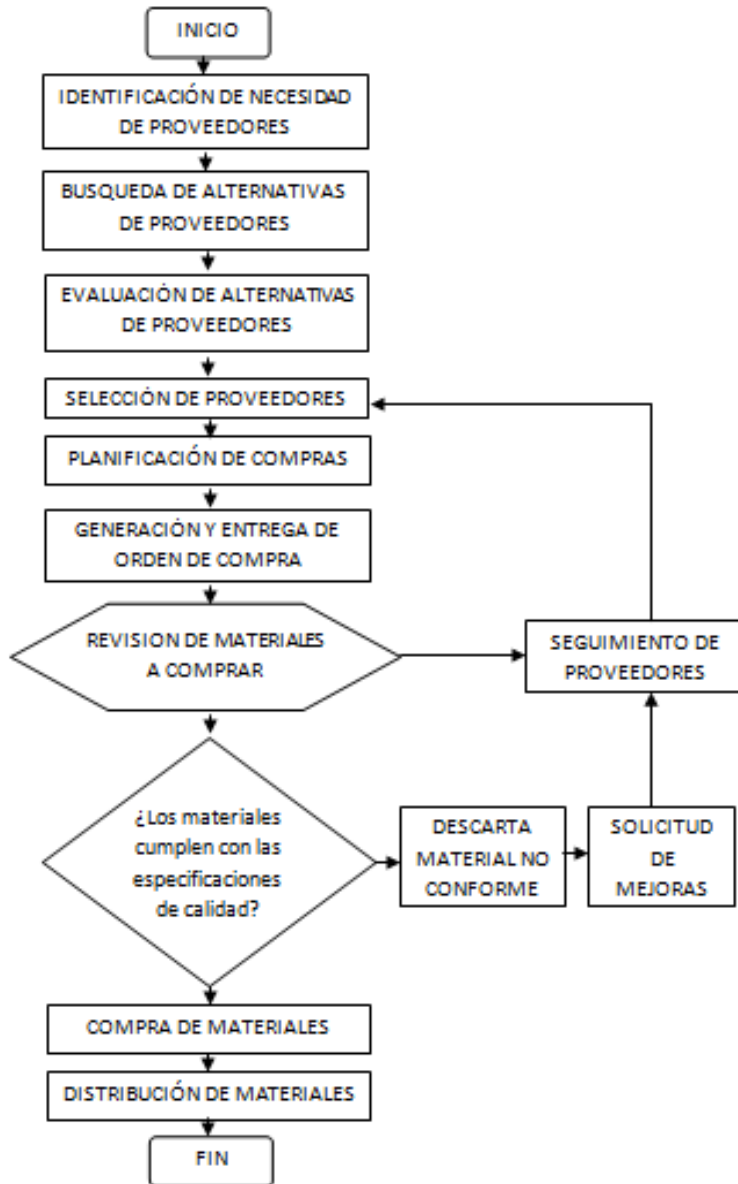 INICIO
IDENTIFICACIÓN DE NECESIDAD
DE PROVEEDORES
BUSQUEDA DE ALTERNATIVAS
DE PROVEEDORES
EVALUACIÓN DE ALTERNATIVAS
DE PROVEEDORES
SELECCIÓN DE PROVEEDORES
PLANIFICACIÓN DE COMPRAS
GENERACIÓN Y ENTREGA DE
ORDEN DE COMPRA
REVISION DE MATERIALES
A COMPRAR
SEGUIMIENTO DE
PROVEEDORES
¿Los materiales
cumplen con las
especificaciones
de calidad?
DESCARTA
MATERIAL NO
CONFORME
SOLICITUD
DE
MEJORAS
COMPRA DE MATERIALES
DISTRIBUCIÓN DE MATERIALES
FIN